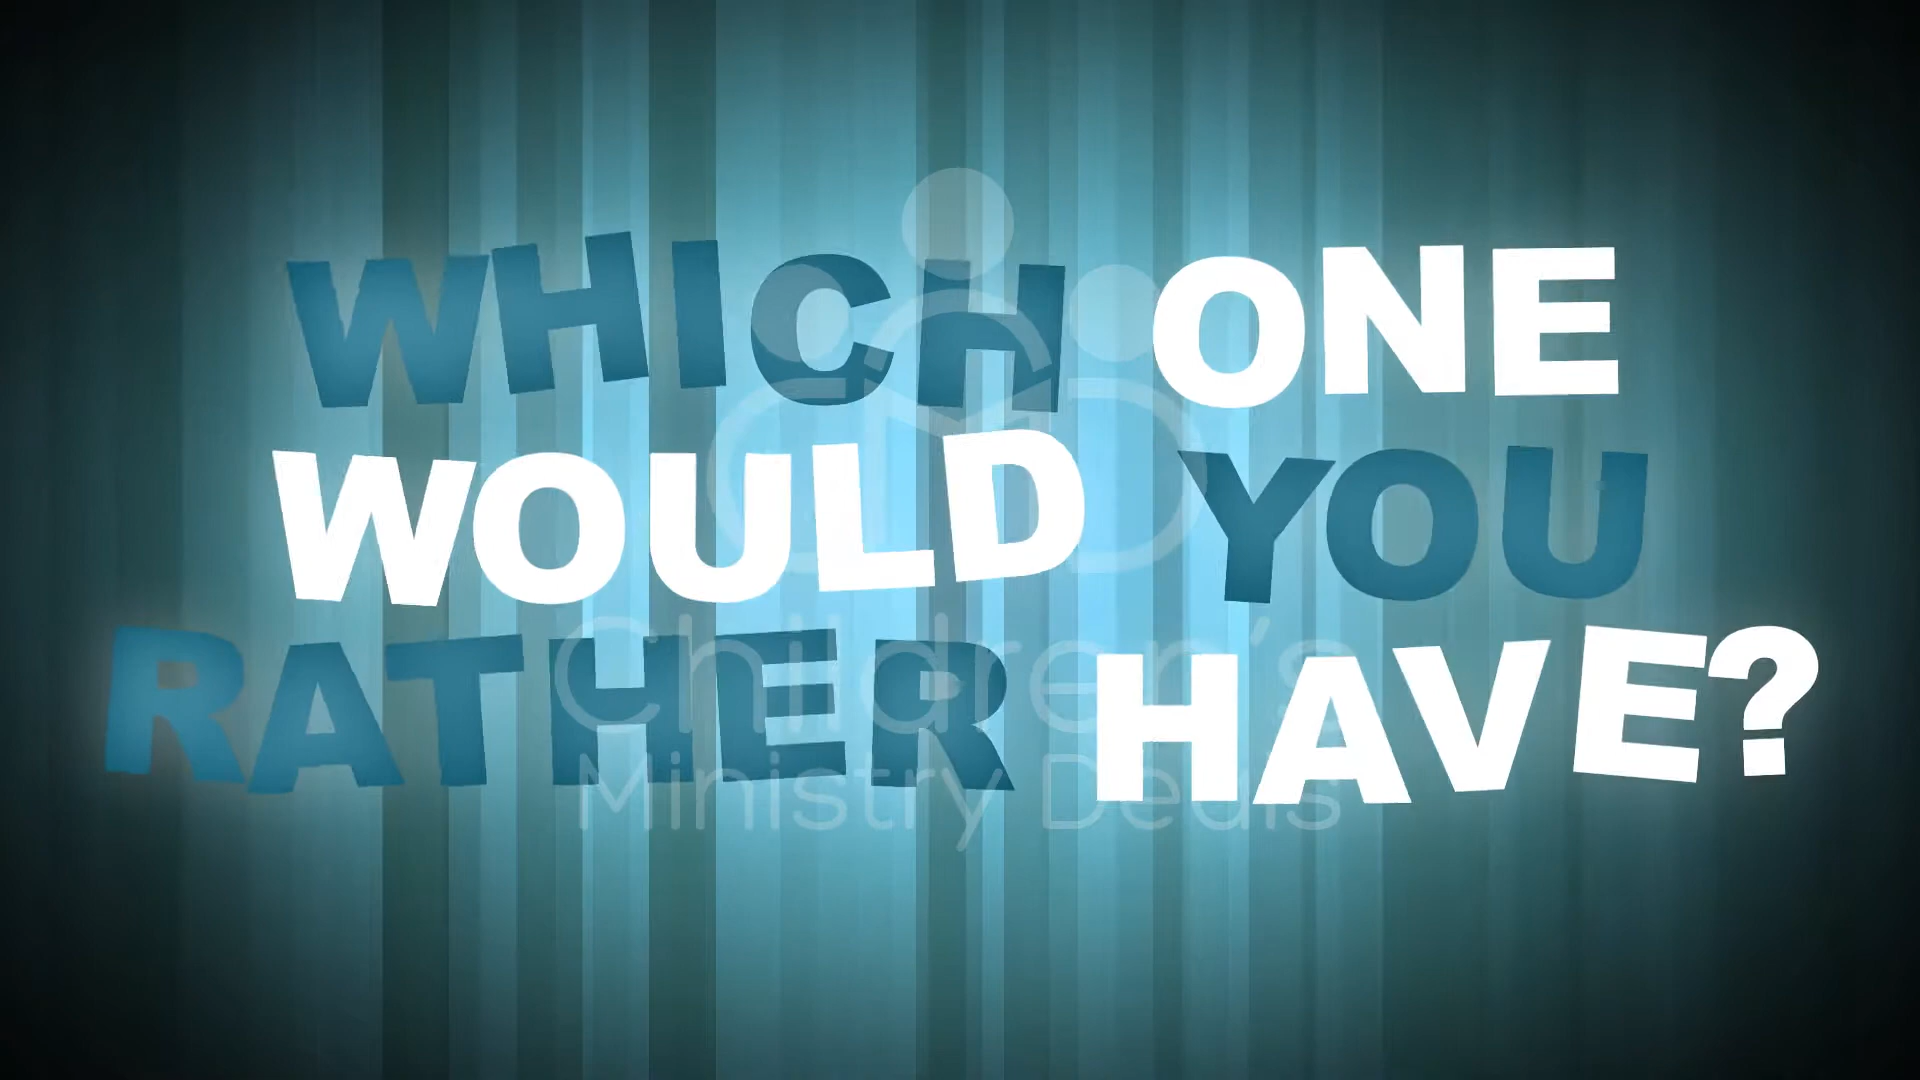 WHICH ONE
WOULD YOU
RATHER HAVE?
Children's
Ministry Deals